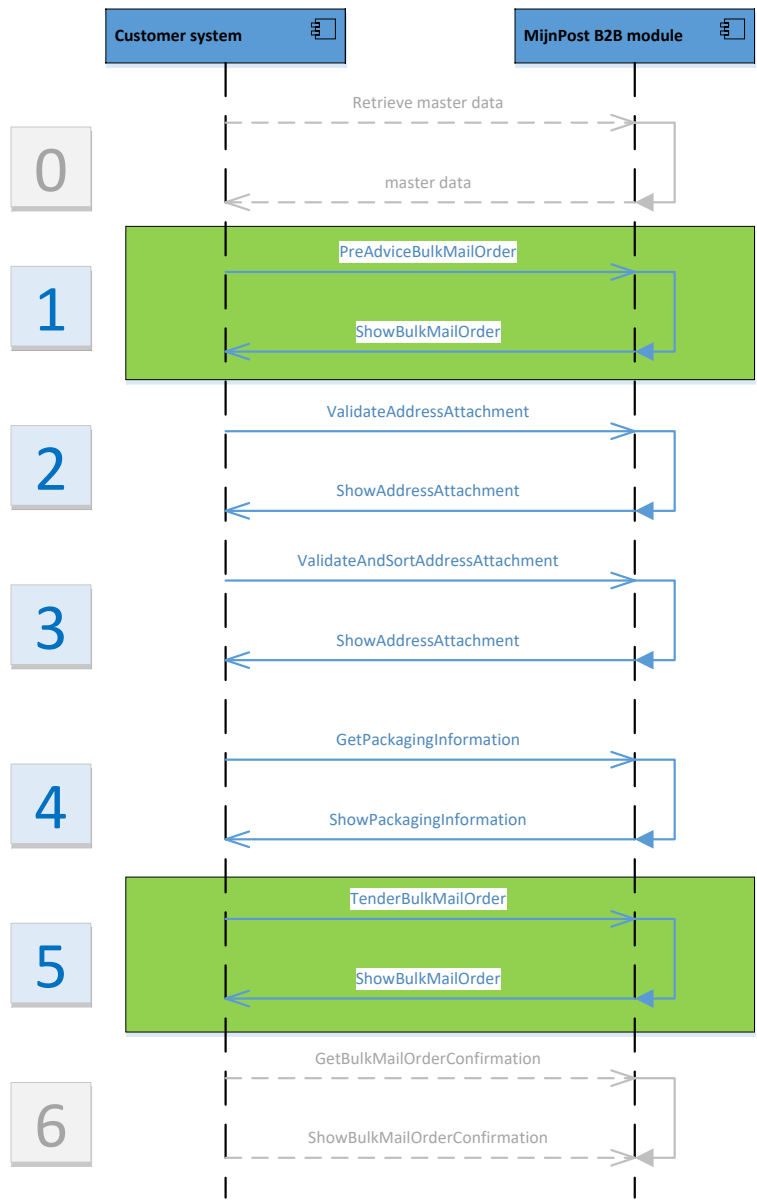 Customer system
MijnPost B2B module
Retrieve master data
0
master data
PreAdviceBulkMailOrder
1
ShowBulkMailOrder
ValidateAddressAttachment
2
ShowAddressAttachment
ValidateAndSortAddressAttachment
3
ShowAddressAttachment
GetPackagingInformation
4
ShowPackagingInformation
TenderBulkMailOrder
5
ShowBulkMailOrder
GetBulkMailOrderConfirmation
6
ShowBulkMailOrderConfirmation